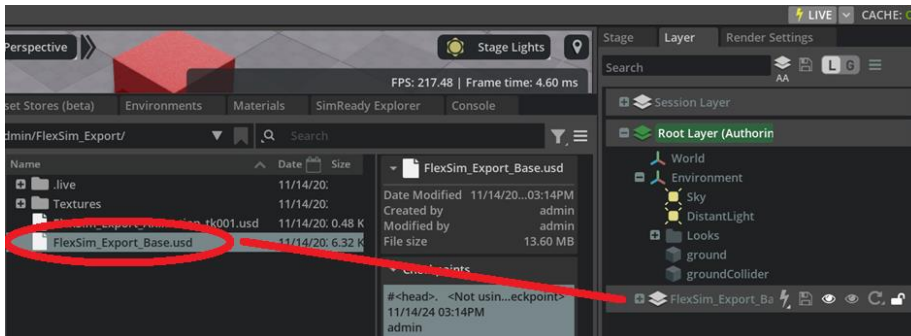 LIVE CACHE:
Perspective Stage Lights
FPS: 217.48 | Frame time: 4.60 ms
Stage Layer Render Settings
Search
AA L G
set Stores (beta) Environments Materials SimReady Explorer Console
dmin/FlexSim_Export/ Search
Name Date Size
.live 11/14/20:
Textures 11/14/20:
tk001.usd 11/14/20: 0.48 K
FlexSim_Export_Base.usd 11/14/20: 6.32 K
FlexSim_Export_Base.usd
Date Modified 11/14/20...03:14PM
Created by admin
Modified by admin
File size 13.60 MB
#<head>. <Not usin...eckpoint>
11/14/24 03:14PM
admin
Session Layer
Root Layer (Authorin
World
Environment
Sky
DistantLight
Looks
ground
groundCollider
FlexSim_Export_Ba